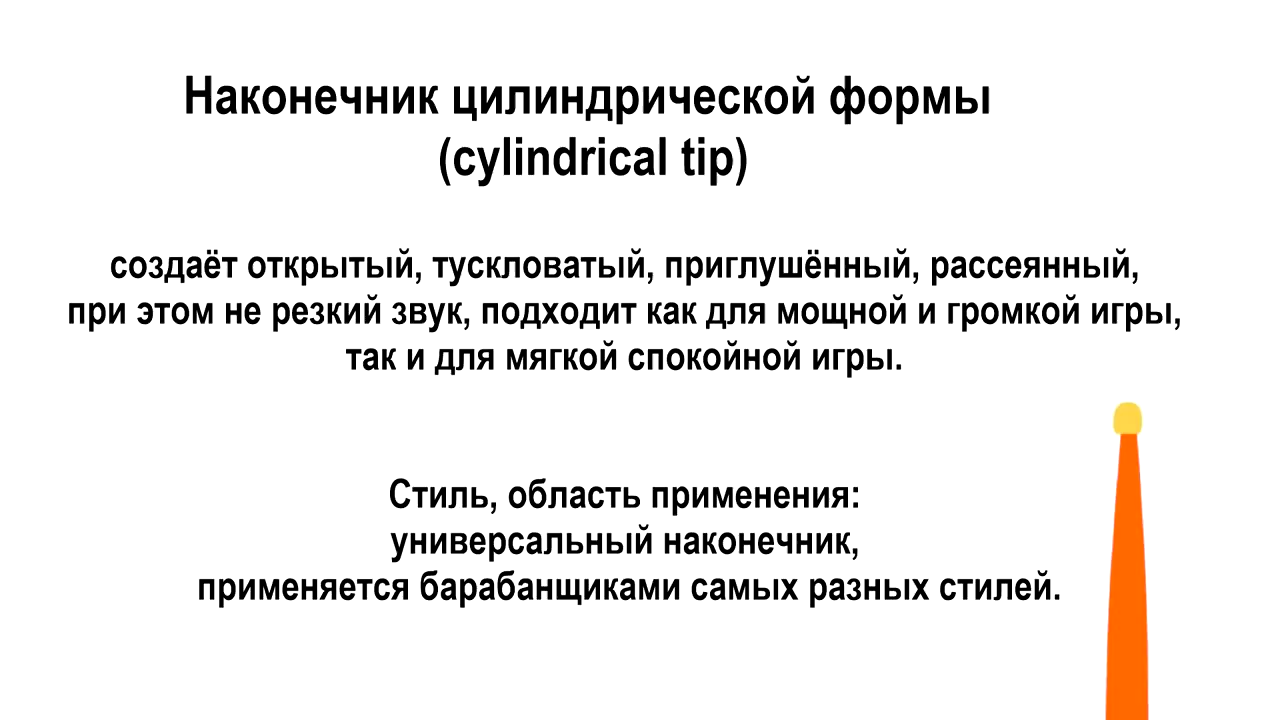 Наконечник цилиндрической формы
(cylindrical tip)
создаёт открытый, тускловатый, приглушённый, рассеянный,
при этом не резкий звук, подходит как для мощной и громкой игры,
так и для мягкой спокойной игры.
Стиль, область применения:
универсальный наконечник,
применяется барабанщиками самых разных стилей.